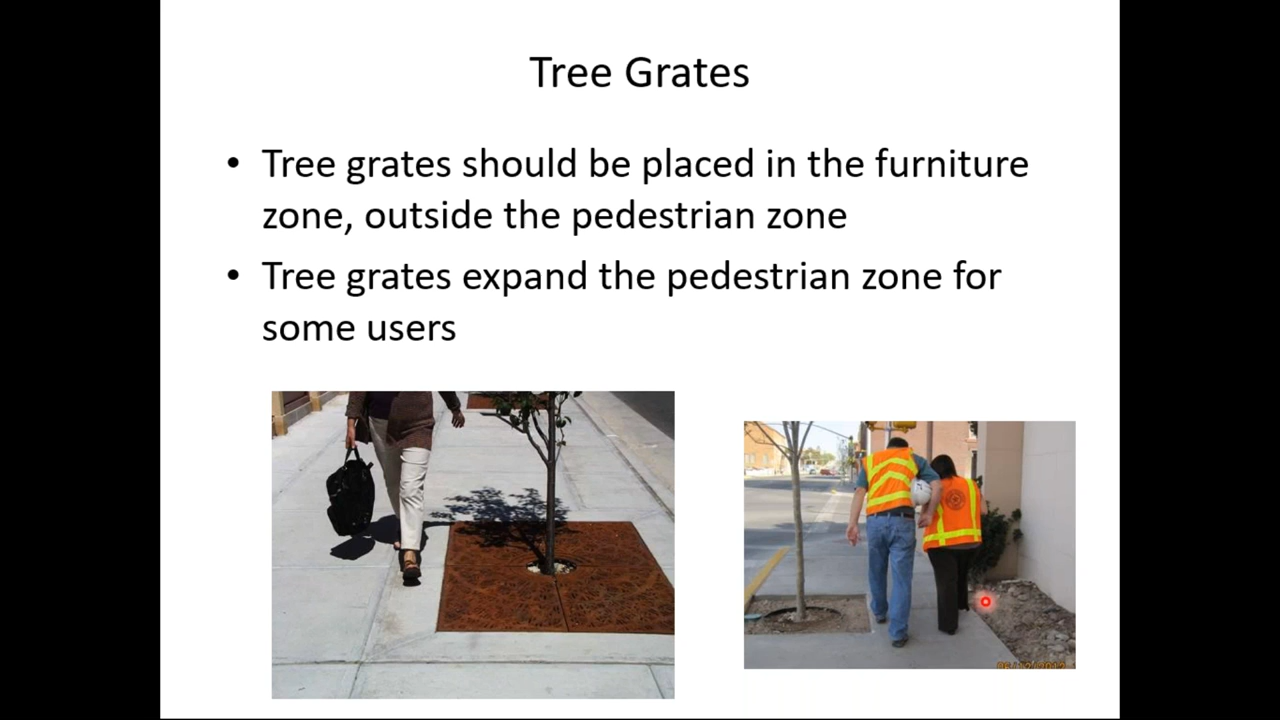 Tree Grates
• Tree grates should be placed in the furniture
zone, outside the pedestrian zone
• Tree grates expand the pedestrian zone for
some users